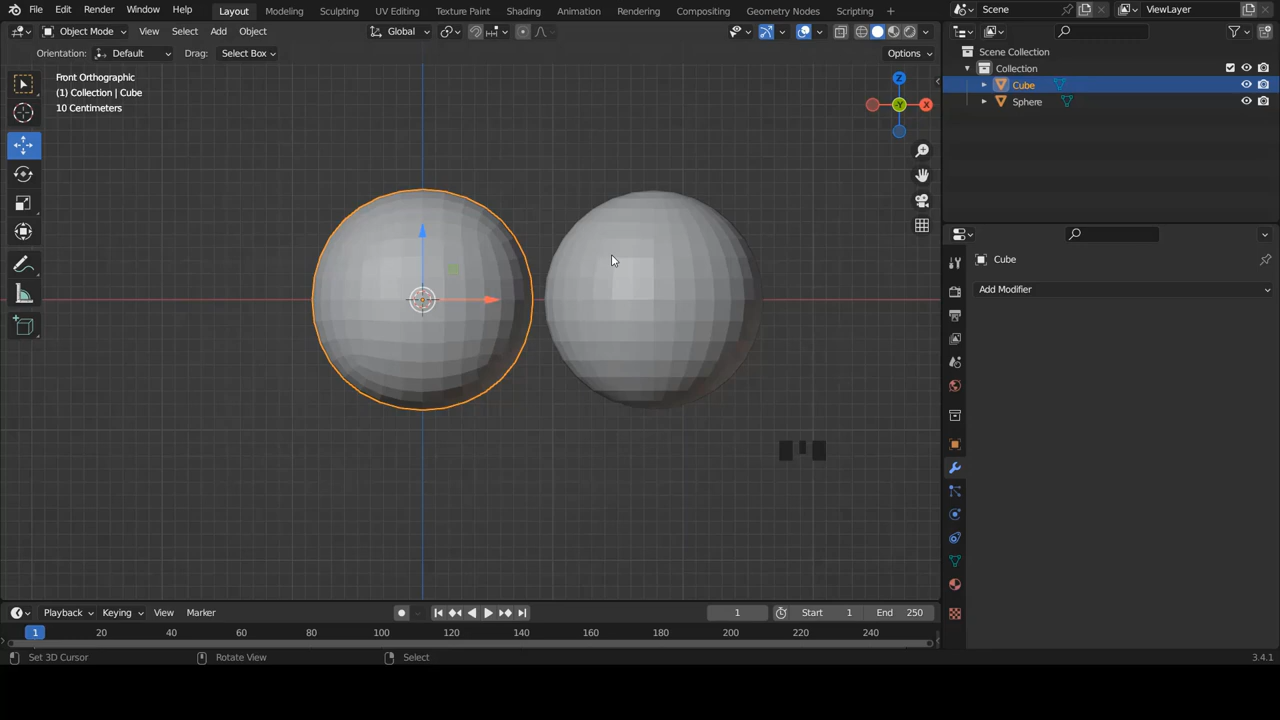 File Edit Render Window Help Layout Modeling Sculpting UV Editing Texture Paint Shading Animation Rendering Compositing Geometry Nodes Scripting + Scene ViewLayer
Object Mode View Select Add Object Global
Orientation: Default Drag: Select Box Options
Scene Collection
Collection
Cube
Sphere
Front Orthographic
(1) Collection | Cube
10 Centimeters
Z
-Y
X
Cube
Add Modifier
Playback Keying View Marker 1 Start 1 End 250
1 20 40 60 80 100 120 140 160 180 200 220 240
Set 3D Cursor Rotate View Select 3.4.1